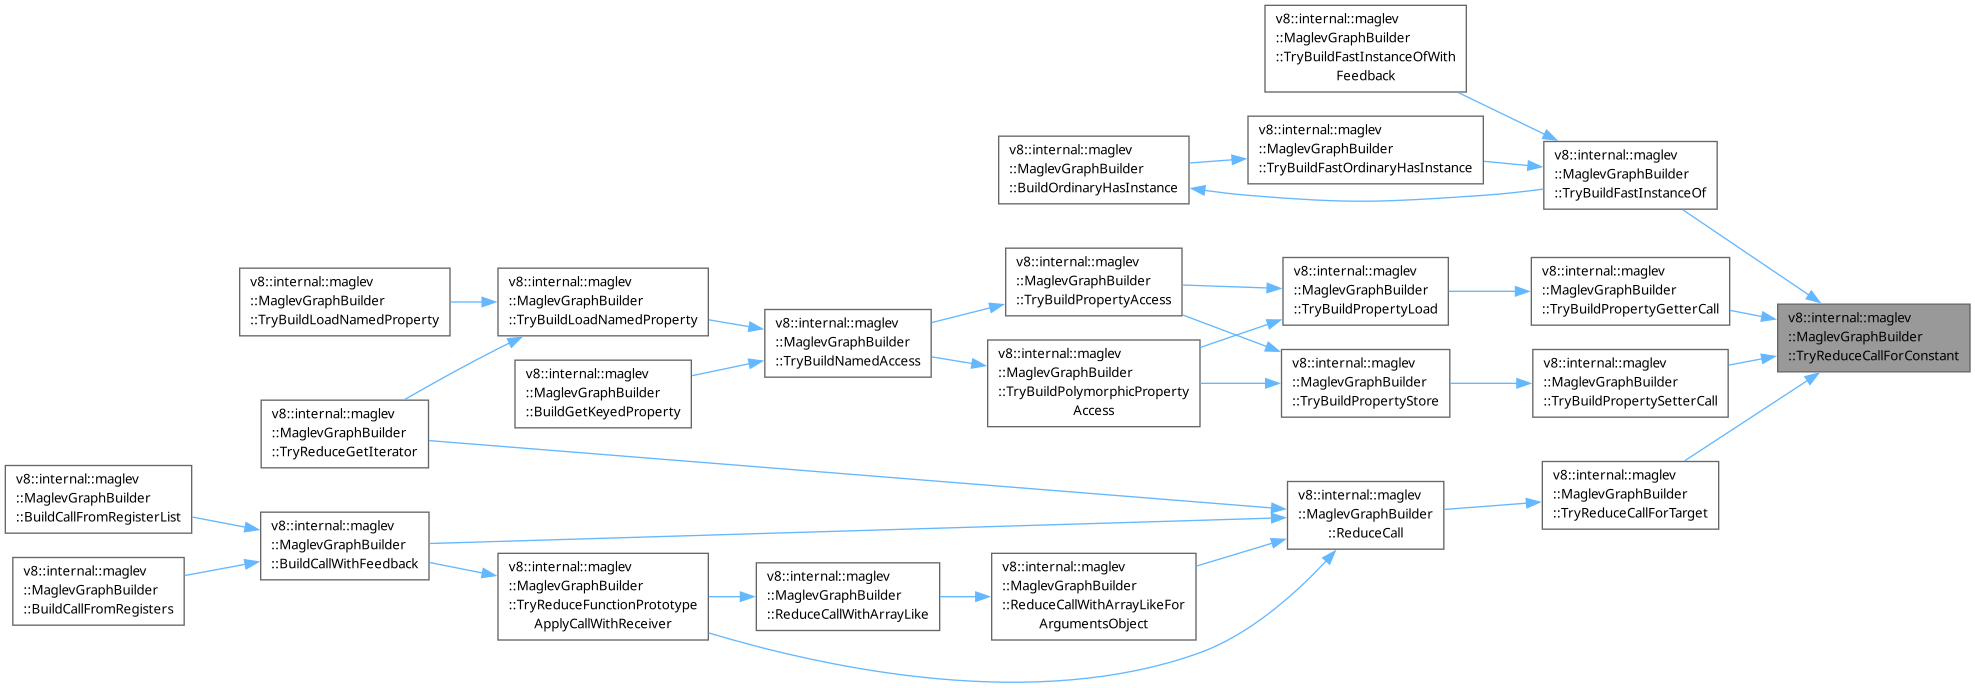 v8::internal::maglev
::MaglevGraphBuilder
::TryBuildFastInstanceOfWith
Feedback
v8::internal::maglev
::MaglevGraphBuilder
::TryBuildFastOrdinaryHasInstance
v8::internal::maglev
::MaglevGraphBuilder
::BuildOrdinaryHasInstance
v8::internal::maglev
::MaglevGraphBuilder
::TryBuildFastInstanceOf
v8::internal::maglev
::MaglevGraphBuilder
::TryBuildLoadNamedProperty
v8::internal::maglev
::MaglevGraphBuilder
::TryBuildLoadNamedProperty
v8::internal::maglev
::MaglevGraphBuilder
::TryBuildPropertyAccess
v8::internal::maglev
::MaglevGraphBuilder
::TryBuildPropertyLoad
v8::internal::maglev
::MaglevGraphBuilder
::TryBuildPropertyGetterCall
v8::internal::maglev
::MaglevGraphBuilder
::TryReduceCallForConstant
v8::internal::maglev
::MaglevGraphBuilder
::TryBuildNamedAccess
v8::internal::maglev
::MaglevGraphBuilder
::BuildGetKeyedProperty
v8::internal::maglev
::MaglevGraphBuilder
::TryBuildPolymorphicProperty
Access
v8::internal::maglev
::MaglevGraphBuilder
::TryBuildPropertyStore
v8::internal::maglev
::MaglevGraphBuilder
::TryBuildPropertySetterCall
v8::internal::maglev
::MaglevGraphBuilder
::TryReduceGetIterator
v8::internal::maglev
::MaglevGraphBuilder
::BuildCallFromRegisterList
v8::internal::maglev
::MaglevGraphBuilder
::BuildCallWithFeedback
v8::internal::maglev
::MaglevGraphBuilder
::ReduceCall
v8::internal::maglev
::MaglevGraphBuilder
::TryReduceCallForTarget
v8::internal::maglev
::MaglevGraphBuilder
::BuildCallFromRegisters
v8::internal::maglev
::MaglevGraphBuilder
::TryReduceFunctionPrototype
ApplyCallWithReceiver
v8::internal::maglev
::MaglevGraphBuilder
::ReduceCallWithArrayLike
v8::internal::maglev
::MaglevGraphBuilder
::ReduceCallWithArrayLikeFor
ArgumentsObject